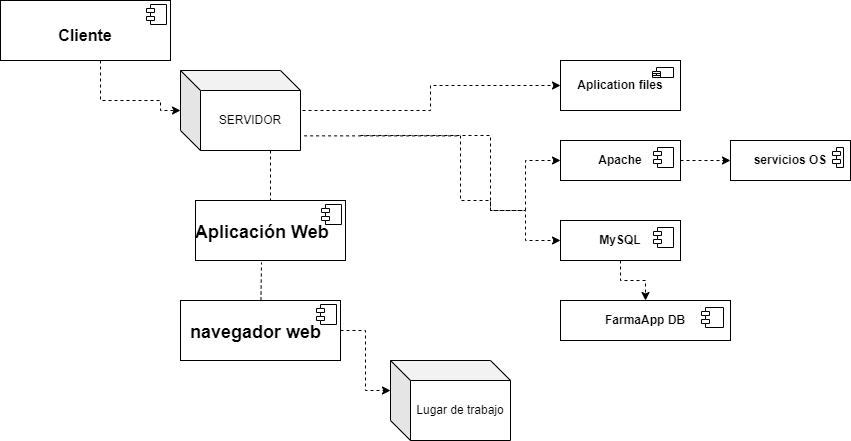 Cliente
SERVIDOR
Aplication files
Apache
servicios OS
Aplicación Web
MySQL
navegador web
FarmaApp DB
Lugar de trabajo